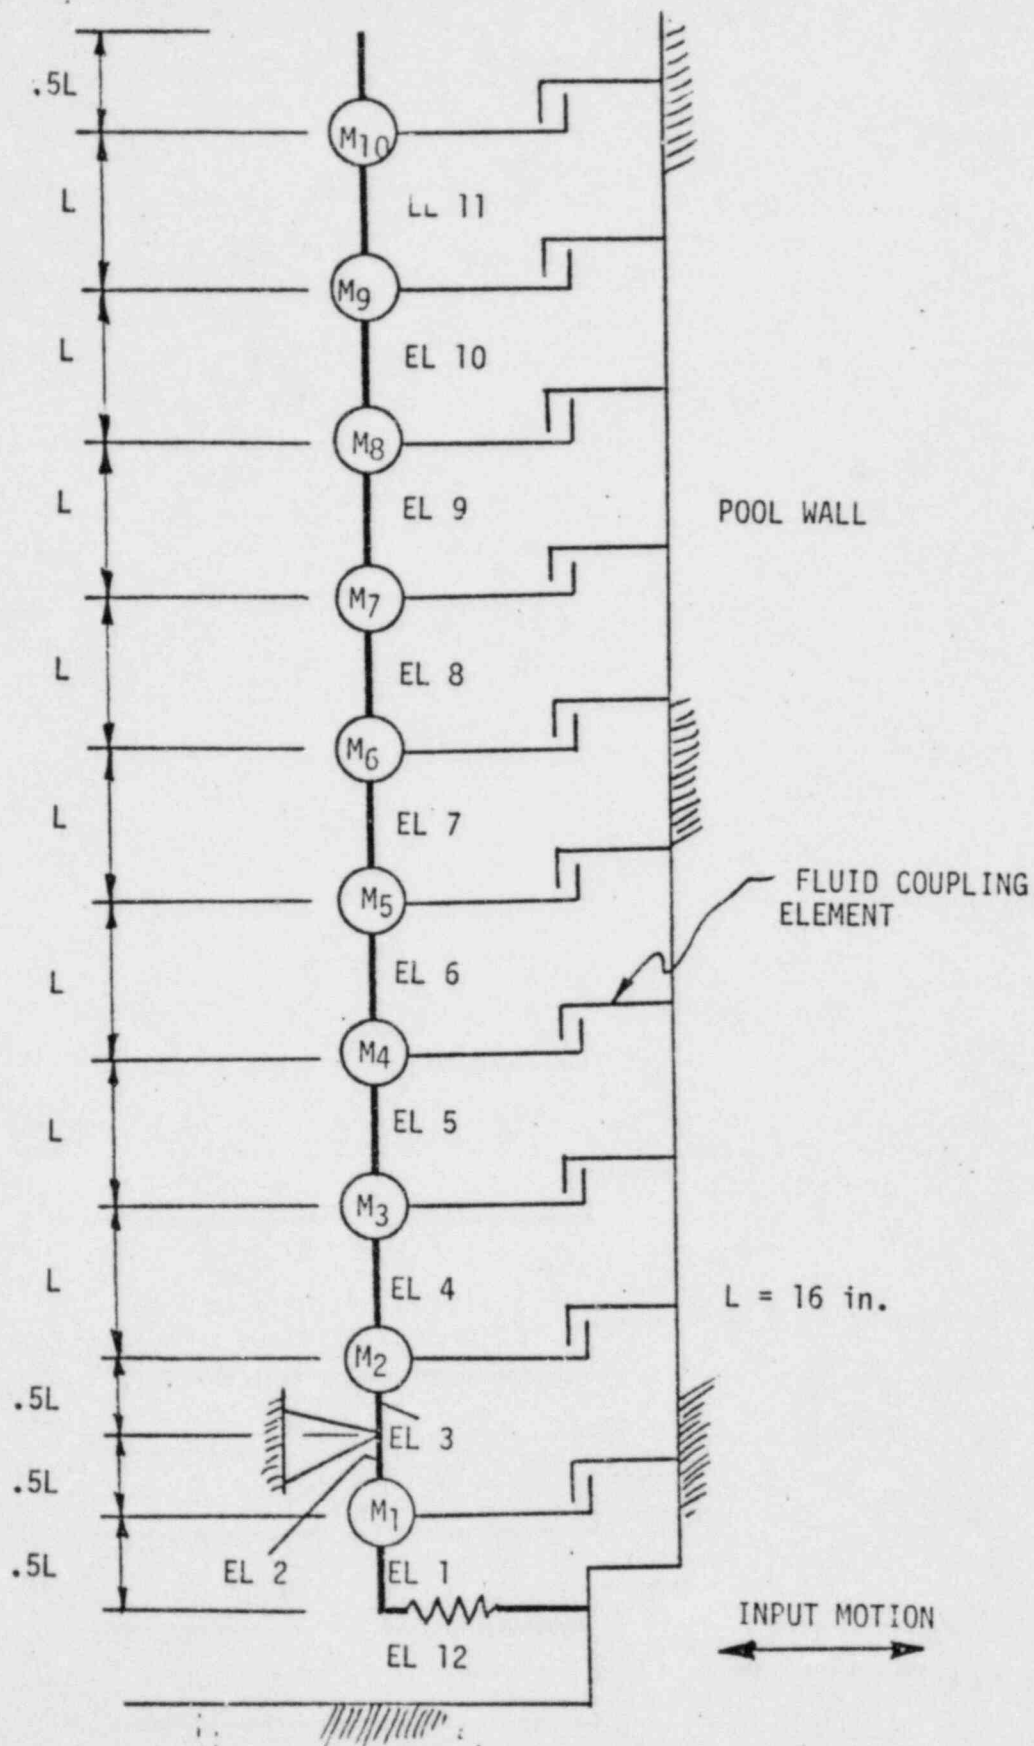 .5L
M10
L
LL 11
M9
L
EL 10
M8
L
EL 9
POOL WALL
M7
L
EL 8
M6
L
EL 7
M5
FLUID COUPLING
ELEMENT
L
EL 6
M4
L
EL 5
M3
L
EL 4
L = 16 in.
M2
.5L
EL 3
.5L
M1
.5L
EL 2
EL 1
INPUT MOTION
EL 12